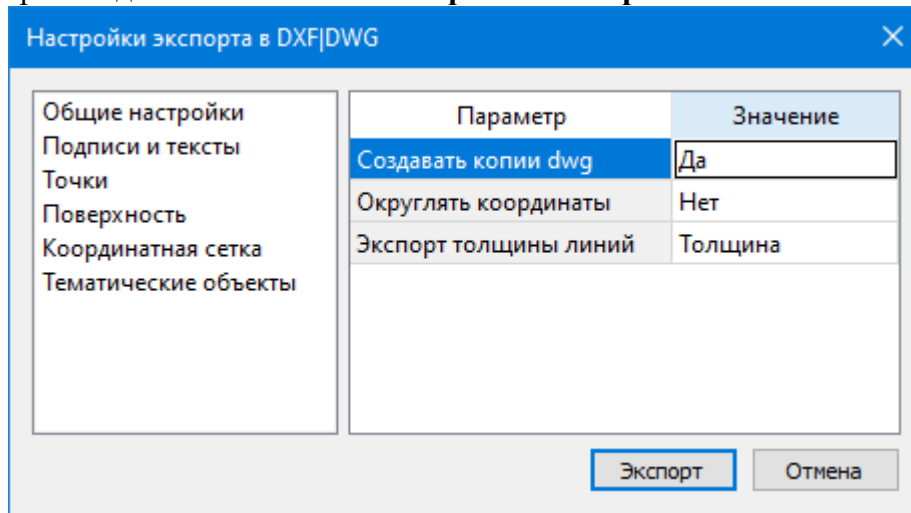 Настройки экспорта в DXF|DWG
Общие настройки
Подписи и тексты
Точки
Поверхность
Координатная сетка
Тематические объекты
Параметр Значение
Создавать копии dwg Да
Округлять координаты Нет
Экспорт толщины линий Толщина
Экспорт Отмена